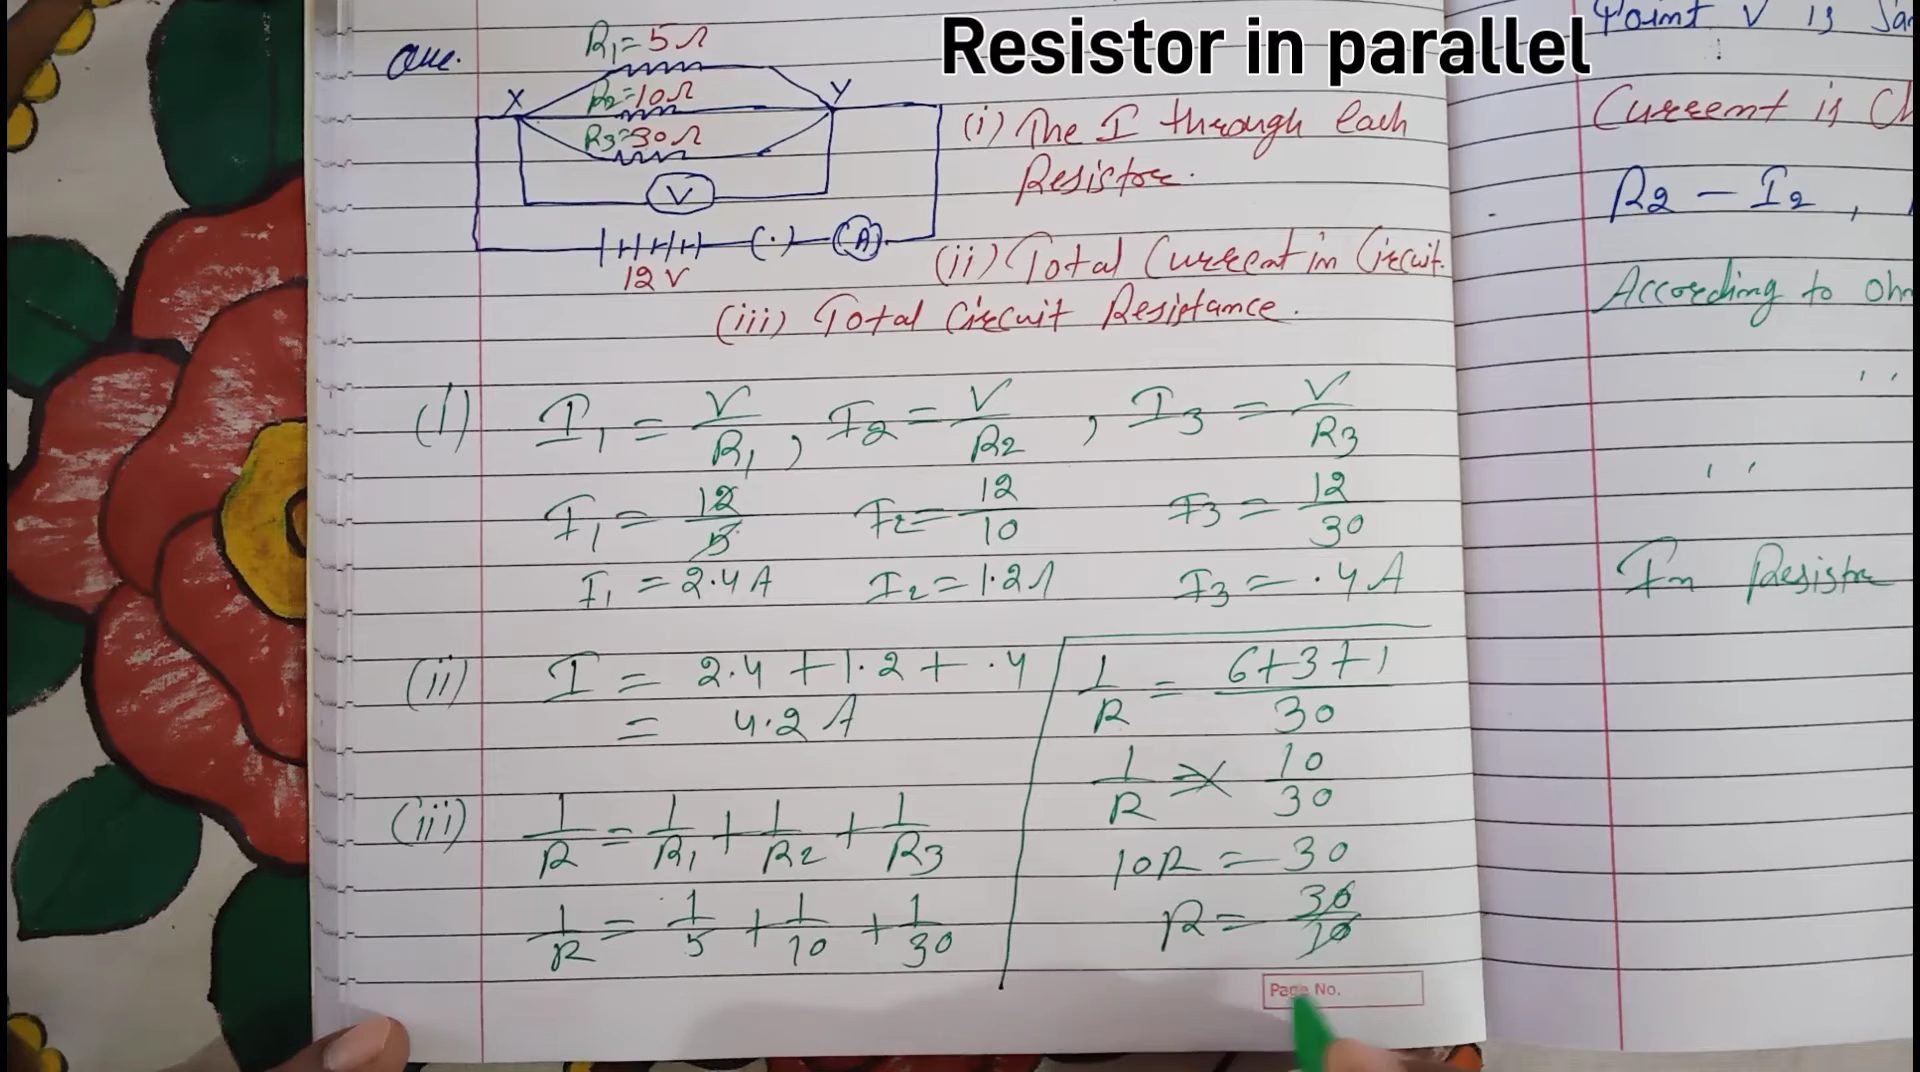 Resistor in parallel
Que.
R₁=5Ω
X R₂=10Ω Y
R₃=30Ω
V
(A)
12 V
(i) The I through each
Resistor.
(ii) Total Current in Circuit.
(iii) Total Circuit Resistance.
(i) I₁ = V/R₁, I₂ = V/R₂, I₃ = V/R₃
I₁ = 12/5 I₂ = 12/10 I₃ = 12/30
I₁ = 2.4 A I₂ = 1.2 A I₃ = .4 A
(ii) I = 2.4 + 1.2 + .4
= 4.2 A
(iii) 1/R = 1/R₁ + 1/R₂ + 1/R₃
1/R = 1/5 + 1/10 + 1/30
1/R = 6+3+1/30
1/R = 10/30
10R = 30
R = 30/10
Page No.
Point V is
Current is
R₂ – I₂ ,
According to
In Resistor